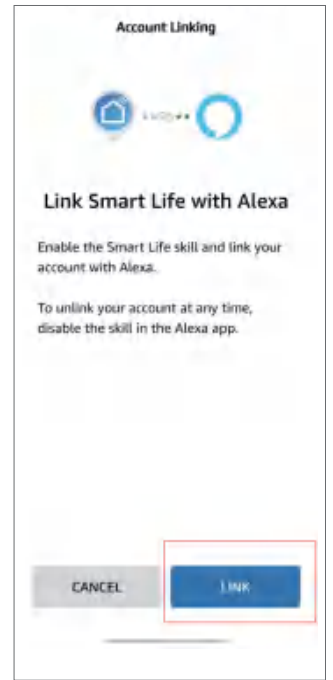 Account Linking
Link Smart Life with Alexa
Enable the Smart Life skill and link your
account with Alexa.
To unlink your account at any time,
disable the skill in the Alexa app.
CANCEL
LINK